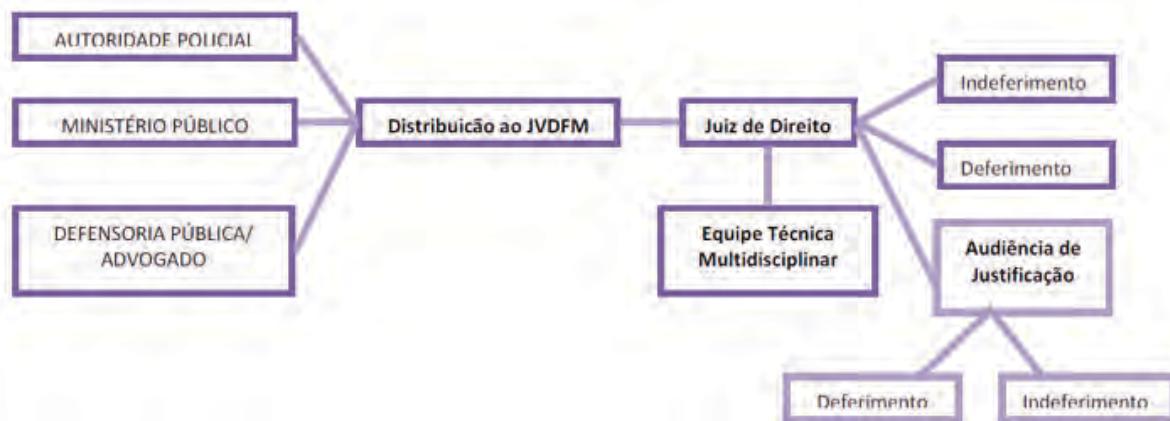 AUTORIDADE POLICIAL
MINISTÉRIO PÚBLICO
DEFENSORIA PÚBLICA/
ADVOGADO
Distribuicão ao JVDFM
Juiz de Direito
Equipe Técnica
Multidisciplinar
Indeferimento
Deferimento
Audiência de
Justificação
Deferimento
Indeferimento